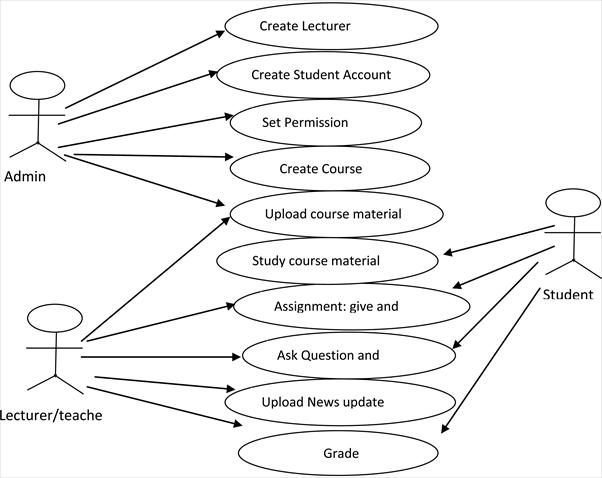 Create Lecturer
Create Student Account
Set Permission
Create Course
Admin
Upload course material
Study course material
Student
Assignment: give and
Ask Question and
Upload News update
Lecturer/teache
Grade